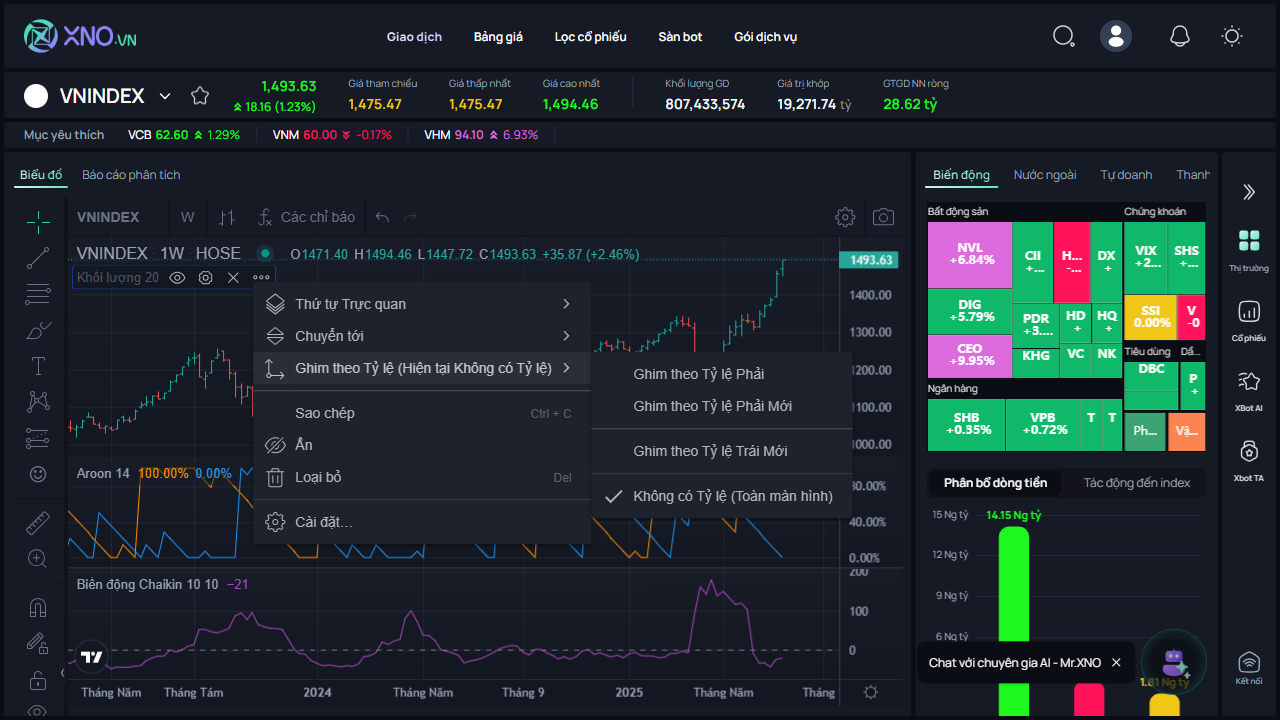 XNO.VN
Giao dịch Bảng giá Lọc cổ phiếu Săn bot Gói dịch vụ
VNINDEX
1,493.63
18.16 (1.23%)
Giá tham chiếu
1,475.47
Giá thấp nhất
1,475.47
Giá cao nhất
1,494.46
Khối lượng GD
807,433,574
Giá trị khớp
19,271.74 tỷ
GTGD NN ròng
28.62 tỷ
Mục yêu thích VCB 62.60 1.29% VNM 60.00 -0.17% VHM 94.10 6.93%
Biểu đồ Báo cáo phân tích
VNINDEX W Các chỉ báo
VNINDEX 1W HOSE O1471.40 H1494.46 L1447.72 C1493.63 +35.87 (+2.46%)
Khối lượng 20
1493.63
1400.00
1300.00
1200.00
1100.00
1000.00
Thứ tự Trực quan
Chuyển tới
Ghim theo Tỷ lệ (Hiện tại Không có Tỷ lệ)
Sao chép Ctrl + C
Ẩn
Loại bỏ Del
Cài đặt...
Ghim theo Tỷ lệ Phải
Ghim theo Tỷ lệ Phải Mới
Ghim theo Tỷ lệ Trái Mới
Không có Tỷ lệ (Toàn màn hình)
Aroon 14 100.00% 0.00%
80.00%
40.00%
0.00%
Biên động Chaikin 10 10 −21
200
100
0
Tháng Năm Tháng Tám 2024 Tháng Năm Tháng 9 2025 Tháng Năm Tháng
Biến động Nước ngoài Tự doanh Thanh
Bất động sản
NVL
+6.84%
DIG
+5.79%
CEO
+9.95%
CII
+...
H...
-...
DX
+
PDR
+3....
HD
+
HQ
+
KHG
VC
NK
Chứng khoán
VIX
+2...
SHS
+...
SSI
0.00%
V
-0
Tiêu dùng
DBC
Dầ...
P
+
Ngân hàng
SHB
+0.35%
VPB
+0.72%
T
T
Ph...
Vậ...
Phân bổ dòng tiền Tác động đến index
15 Ng tỷ
14.15 Ng tỷ
12 Ng tỷ
9 Ng tỷ
6 Ng tỷ
1.81 Ng tỷ
Chat với chuyên gia AI - Mr.XNO
Thị trường
Cổ phiếu
XBot AI
Xbot TA
Kết nối